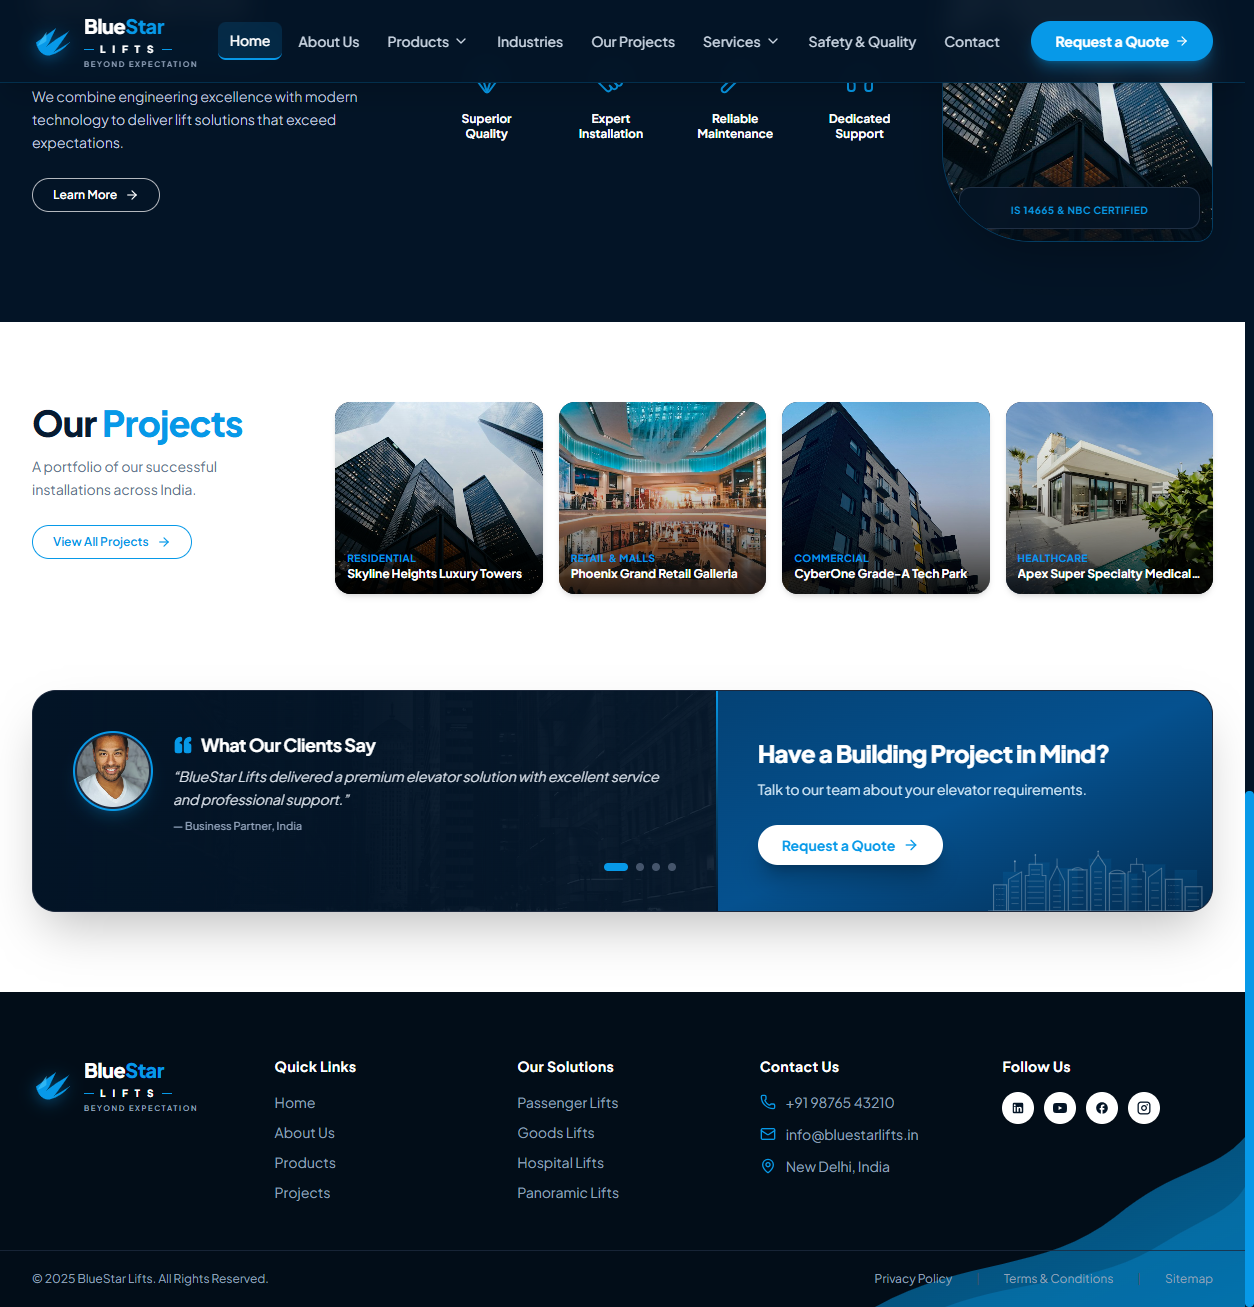 BlueStar
LIFTS
BEYOND EXPECTATION
Home
About Us
Products
Industries
Our Projects
Services
Safety & Quality
Contact
Request a Quote
We combine engineering excellence with modern
technology to deliver lift solutions that exceed
expectations.
Learn More
Superior
Quality
Expert
Installation
Reliable
Maintenance
Dedicated
Support
IS 14665 & NBC CERTIFIED
Our Projects
A portfolio of our successful
installations across India.
View All Projects
RESIDENTIAL
Skyline Heights Luxury Towers
RETAIL & MALLS
Phoenix Grand Retail Galleria
COMMERCIAL
CyberOne Grade-A Tech Park
HEALTHCARE
Apex Super Specialty Medical...
What Our Clients Say
"BlueStar Lifts delivered a premium elevator solution with excellent service
and professional support."
— Business Partner, India
Have a Building Project in Mind?
Talk to our team about your elevator requirements.
Request a Quote
BlueStar
LIFTS
BEYOND EXPECTATION
Quick Links
Home
About Us
Products
Projects
Our Solutions
Passenger Lifts
Goods Lifts
Hospital Lifts
Panoramic Lifts
Contact Us
+91 98765 43210
info@bluestarlifts.in
New Delhi, India
Follow Us
© 2025 BlueStar Lifts. All Rights Reserved.
Privacy Policy
Terms & Conditions
Sitemap